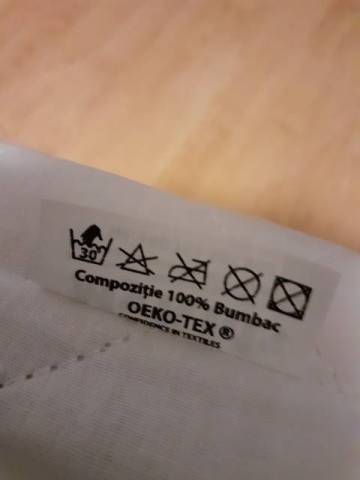 30
Compoziție 100% Bumbac
OEKO-TEX ®
CONFIDENCE IN TEXTILES